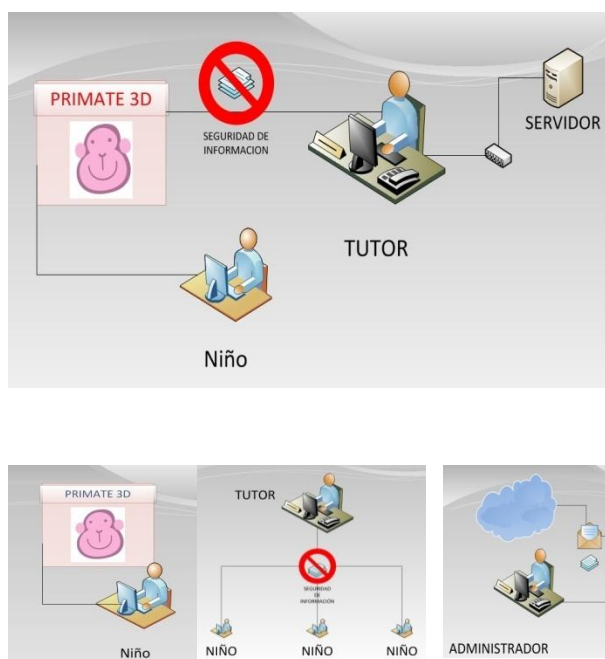 PRIMATE 3D
SEGURIDAD DE
INFORMACION
SERVIDOR
TUTOR
Niño
PRIMATE 3D
Niño
TUTOR
SEGURIDAD
DE
INFORMACIÓN
NIÑO
NIÑO
NIÑO
ADMINISTRADOR